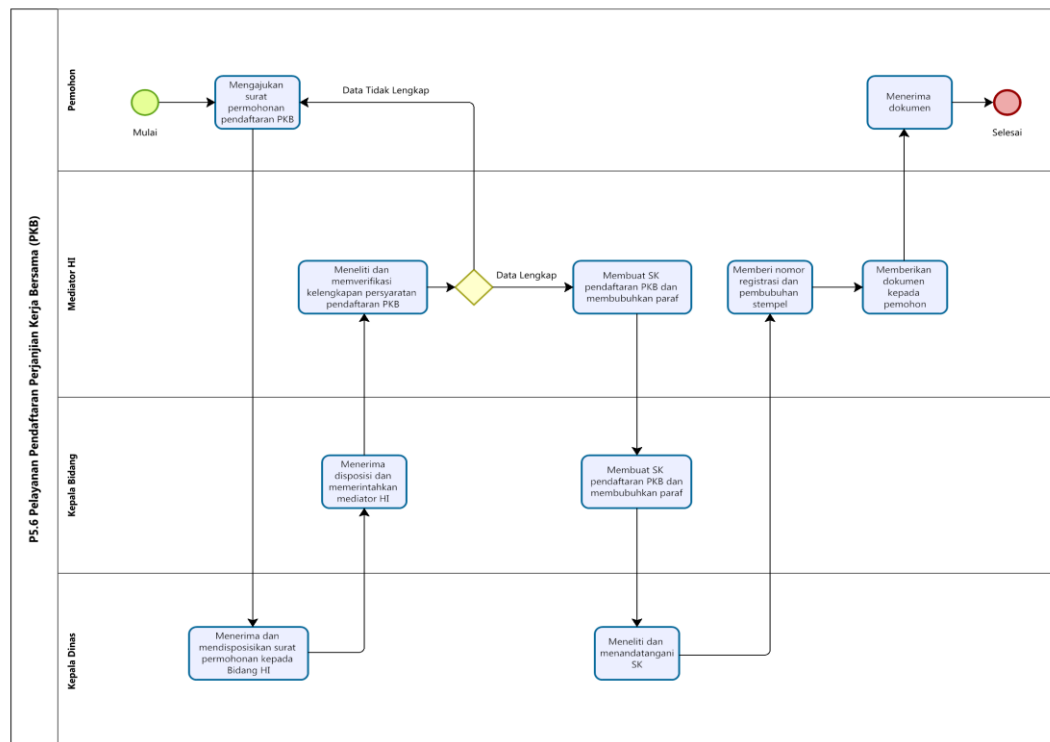 P5.6 Pelayanan Pendaftaran Perjanjian Kerja Bersama (PKB)
Pemohon
Mulai
Mengajukan
surat
permohonan
pendaftaran PKB
Data Tidak Lengkap
Menerima
dokumen
Selesai
Mediator HI
Meneliti dan
memverifikasi
kelengkapan
persyaratan
pendaftaran PKB
Data Lengkap
Membuat SK
pendaftaran PKB dan
membubuhkan paraf
Memberi nomor
registrasi dan
pembubuhan
stempel
Memberikan
dokumen
kepada
pemohon
Kepala Bidang
Menerima
disposisi dan
memerintahkan
mediator HI
Membuat SK
pendaftaran PKB dan
membubuhkan paraf
Kepala Dinas
Menerima dan
mendisposisikan surat
permohonan kepada
Bidang HI
Meneliti dan
menandatangani
SK